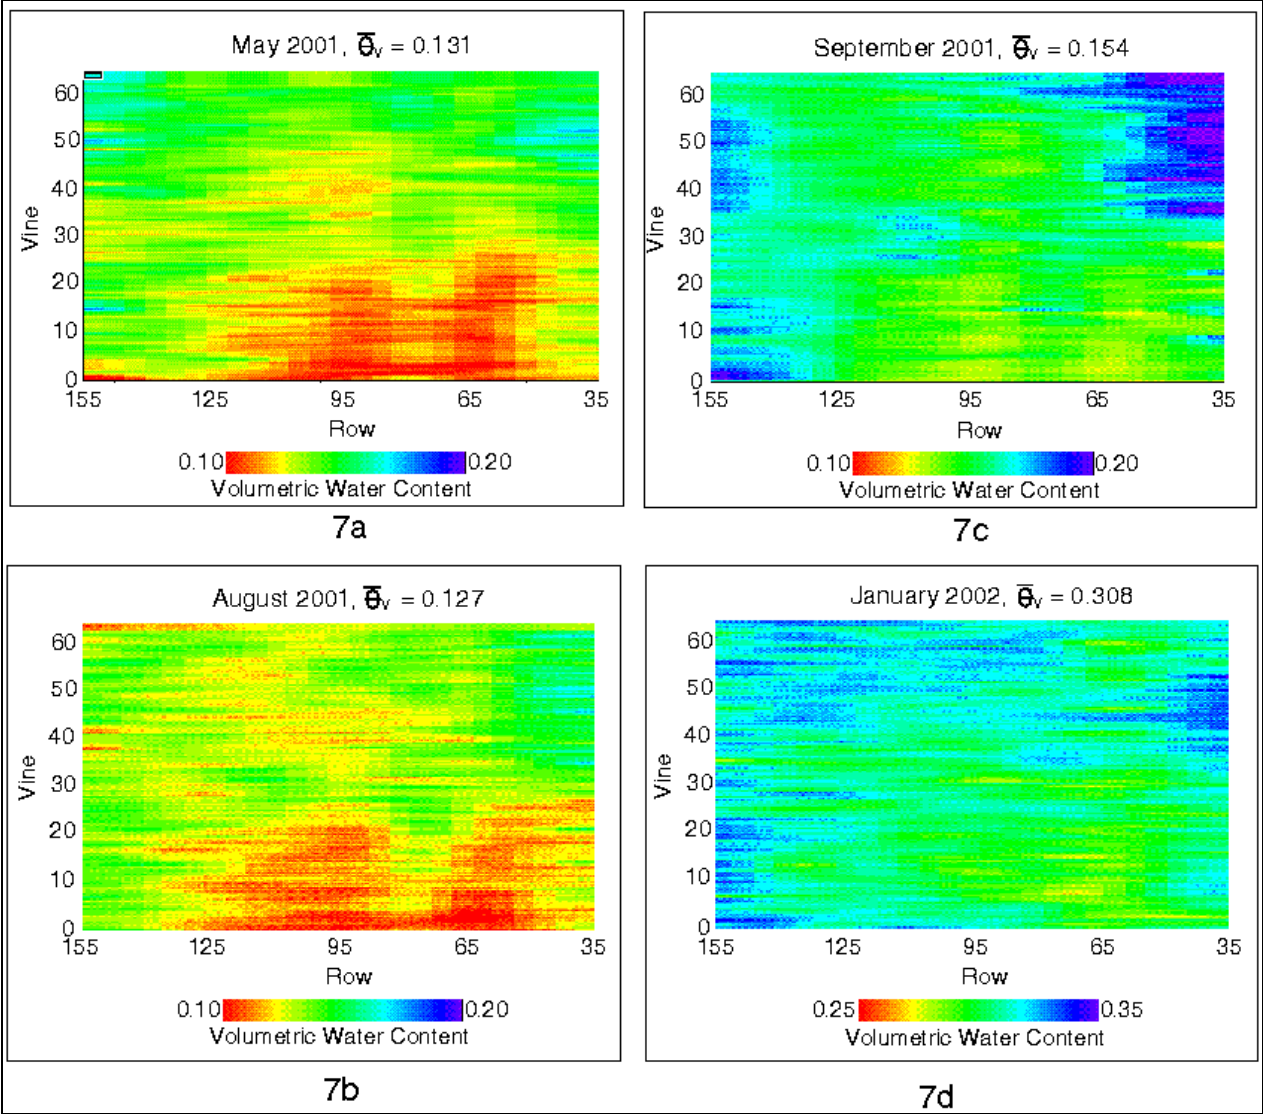 May 2001, θ̅v = 0.131
60
50
40
30
20
10
0
Vine
155 125 95 65 35
Row
0.10 0.20
Volumetric Water Content
7a
September 2001, θ̅v = 0.154
60
50
40
30
20
10
0
Vine
155 125 95 65 35
Row
0.10 0.20
Volumetric Water Content
7c
August 2001, θ̅v = 0.127
60
50
40
30
20
10
0
Vine
155 125 95 65 35
Row
0.10 0.20
Volumetric Water Content
7b
January 2002, θ̅v = 0.308
60
50
40
30
20
10
0
Vine
155 125 95 65 35
Row
0.25 0.35
Volumetric Water Content
7d